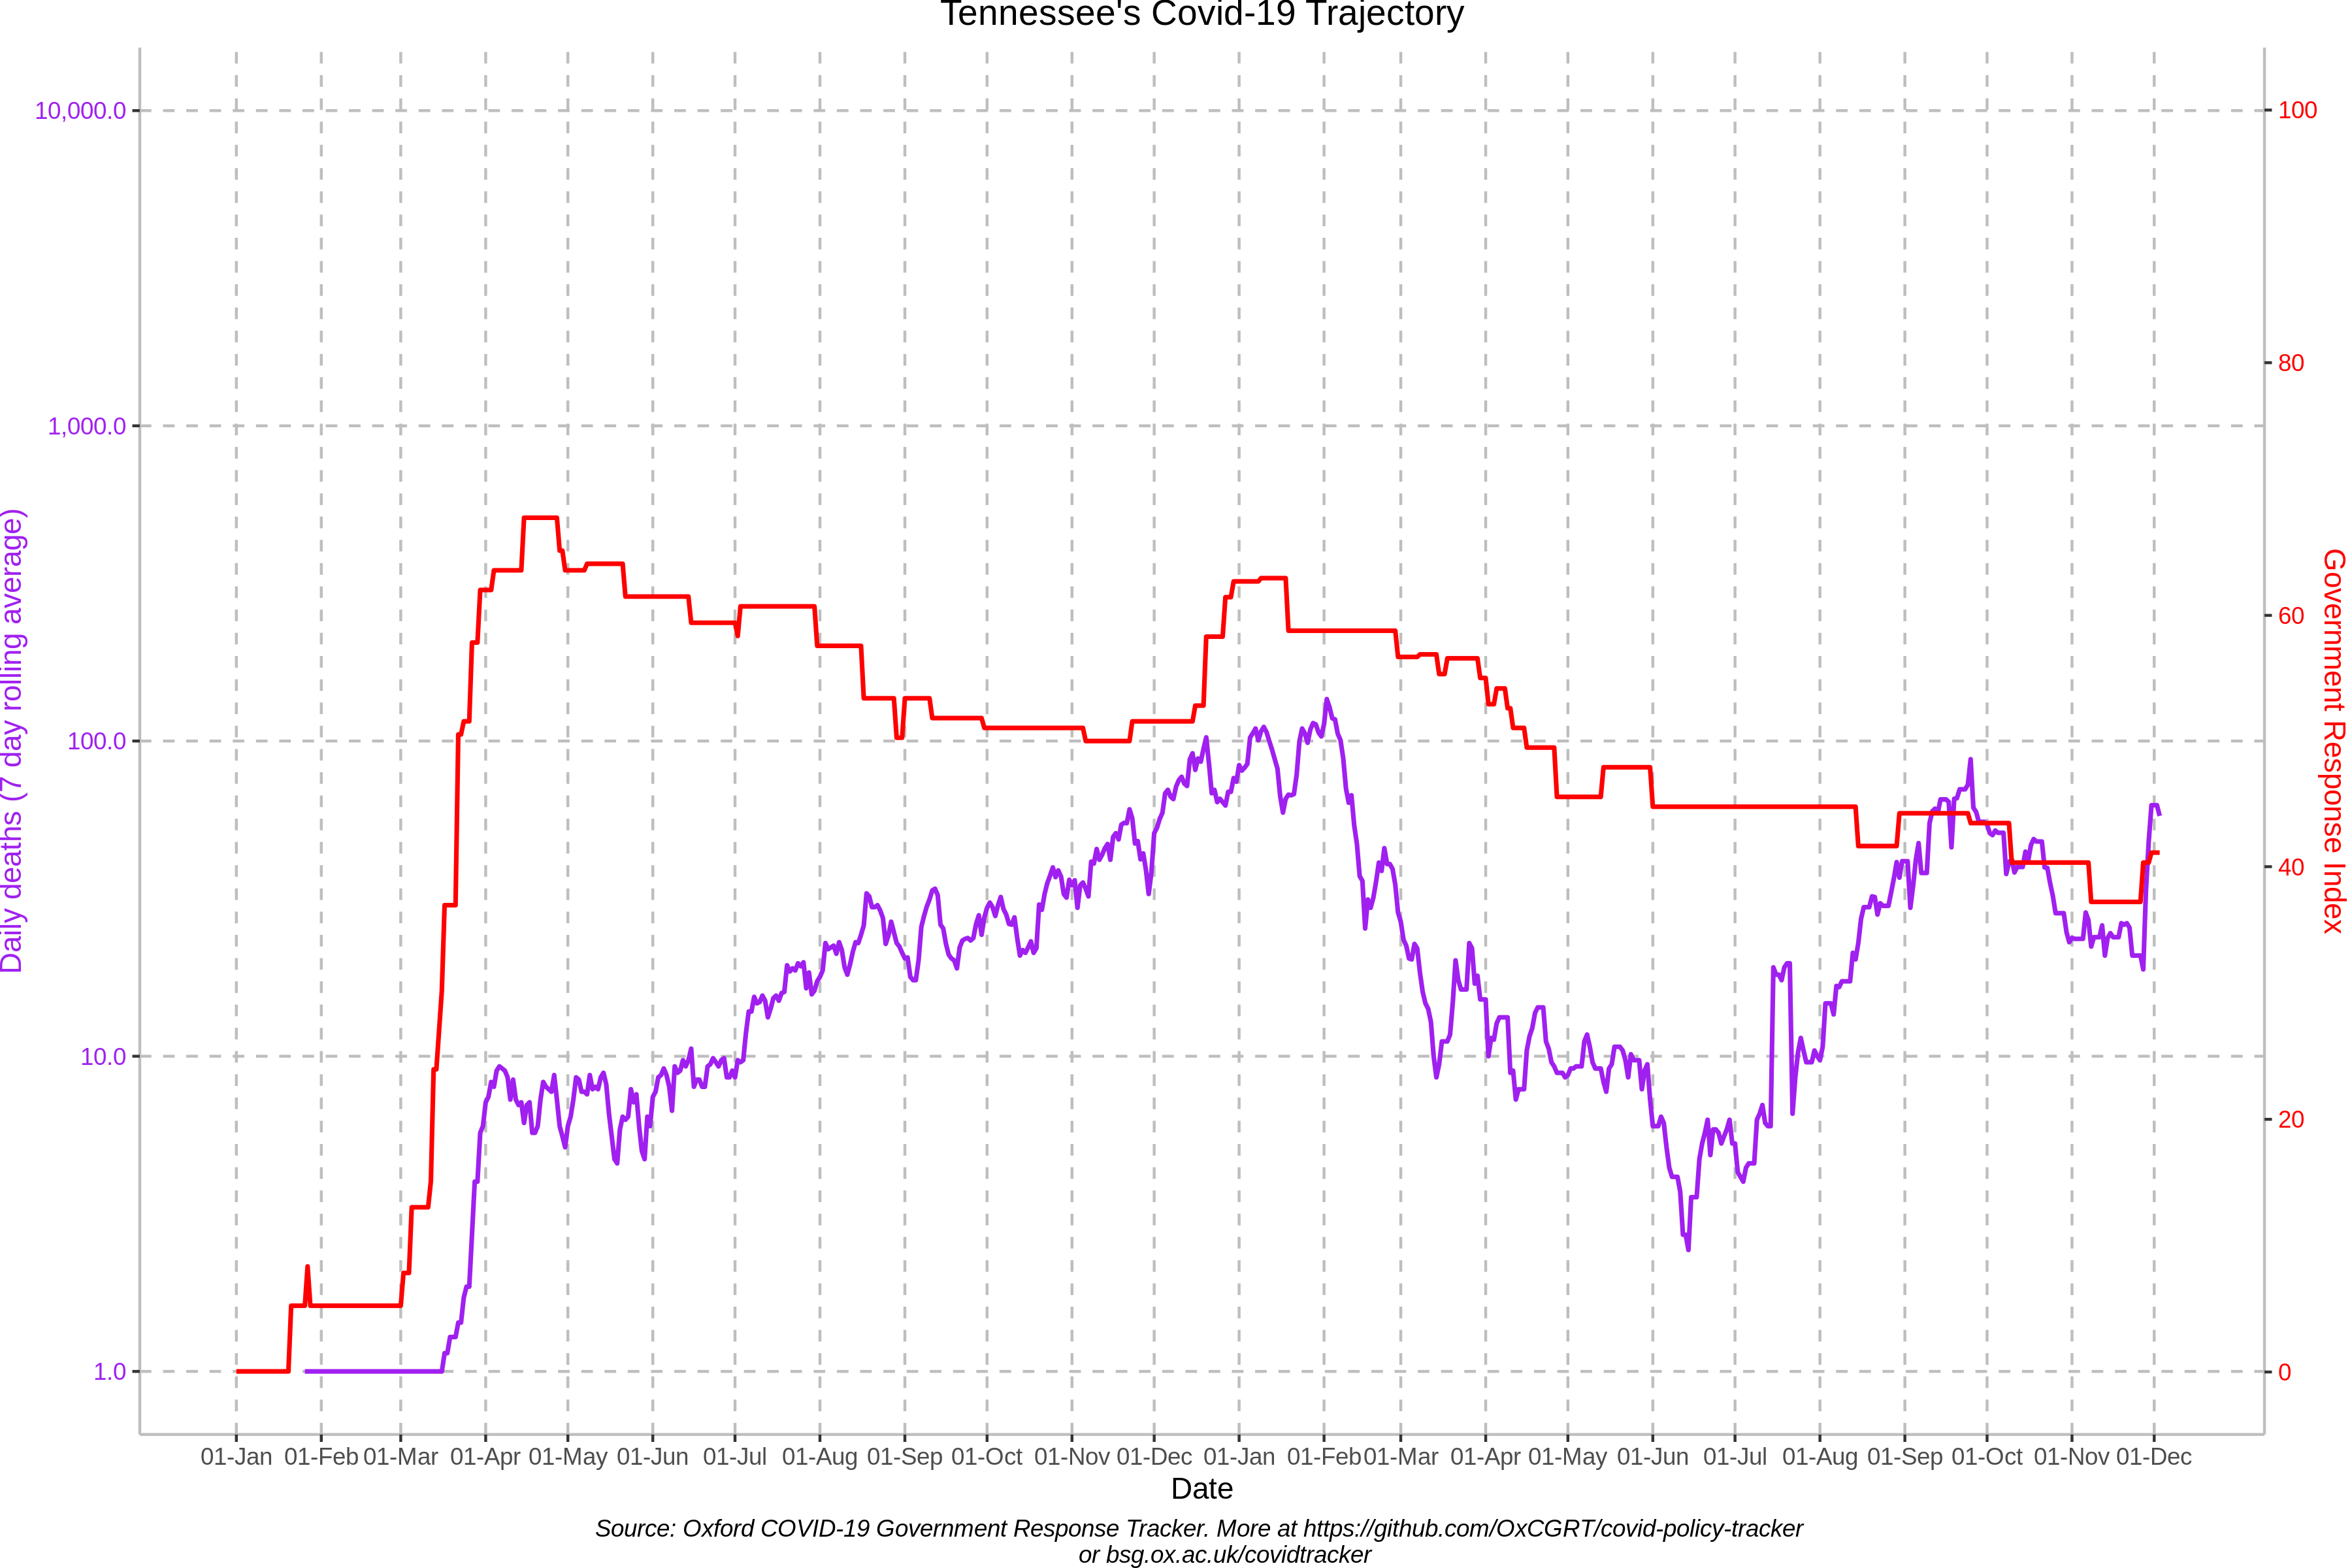 Tennessee's Covid-19 Trajectory
10,000.0
1,000.0
100.0
10.0
1.0
Daily deaths (7 day rolling average)
100
80
60
40
20
0
Government Response Index
01-Jan 01-Feb 01-Mar 01-Apr 01-May 01-Jun 01-Jul 01-Aug 01-Sep 01-Oct 01-Nov 01-Dec 01-Jan 01-Feb 01-Mar 01-Apr 01-May 01-Jun 01-Jul 01-Aug 01-Sep 01-Oct 01-Nov 01-Dec
Date
Source: Oxford COVID-19 Government Response Tracker. More at https://github.com/OxCGRT/covid-policy-tracker
or bsg.ox.ac.uk/covidtracker